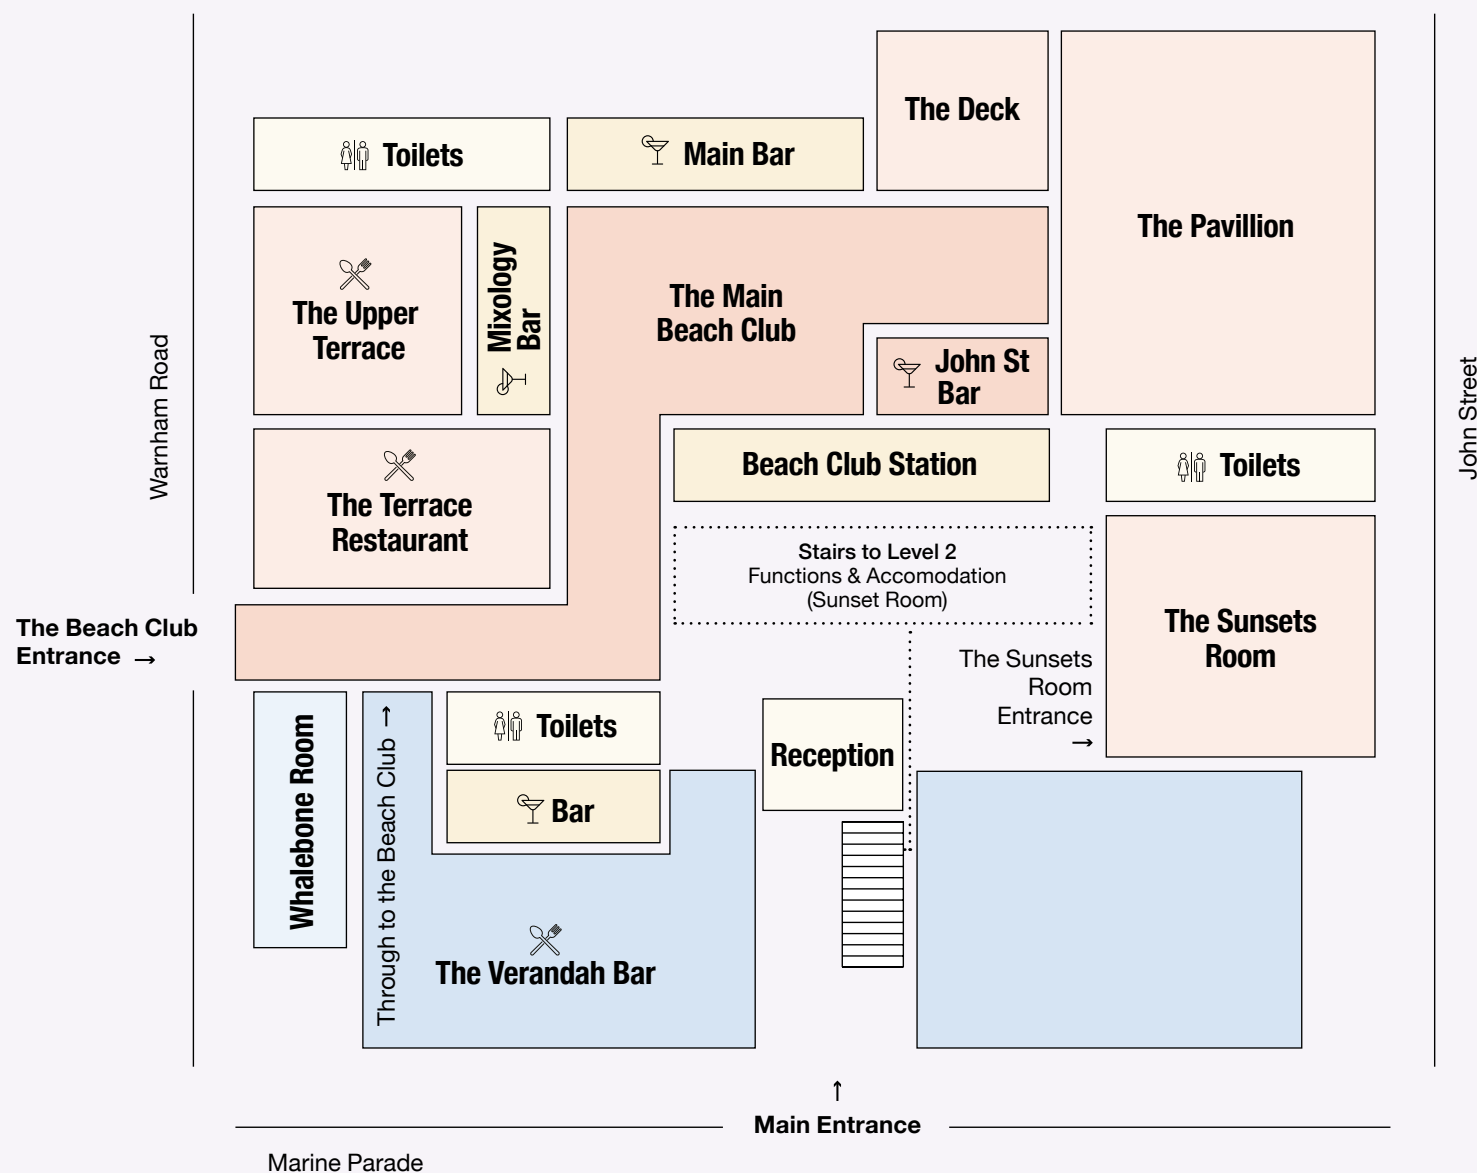 The Deck
Toilets
Main Bar
The Pavillion
The Upper
Terrace
Mixology
Bar
The Main
Beach Club
John St
Bar
Warnham Road
John Street
The Terrace
Restaurant
Beach Club Station
Toilets
Stairs to Level 2
Functions & Accomodation
(Sunset Room)
The Beach Club
Entrance →
The Sunsets
Room
The Sunsets
Room
Entrance
→
Whalebone Room
Through to the Beach Club →
Toilets
Reception
Bar
The Verandah Bar
↑
Main Entrance
Marine Parade